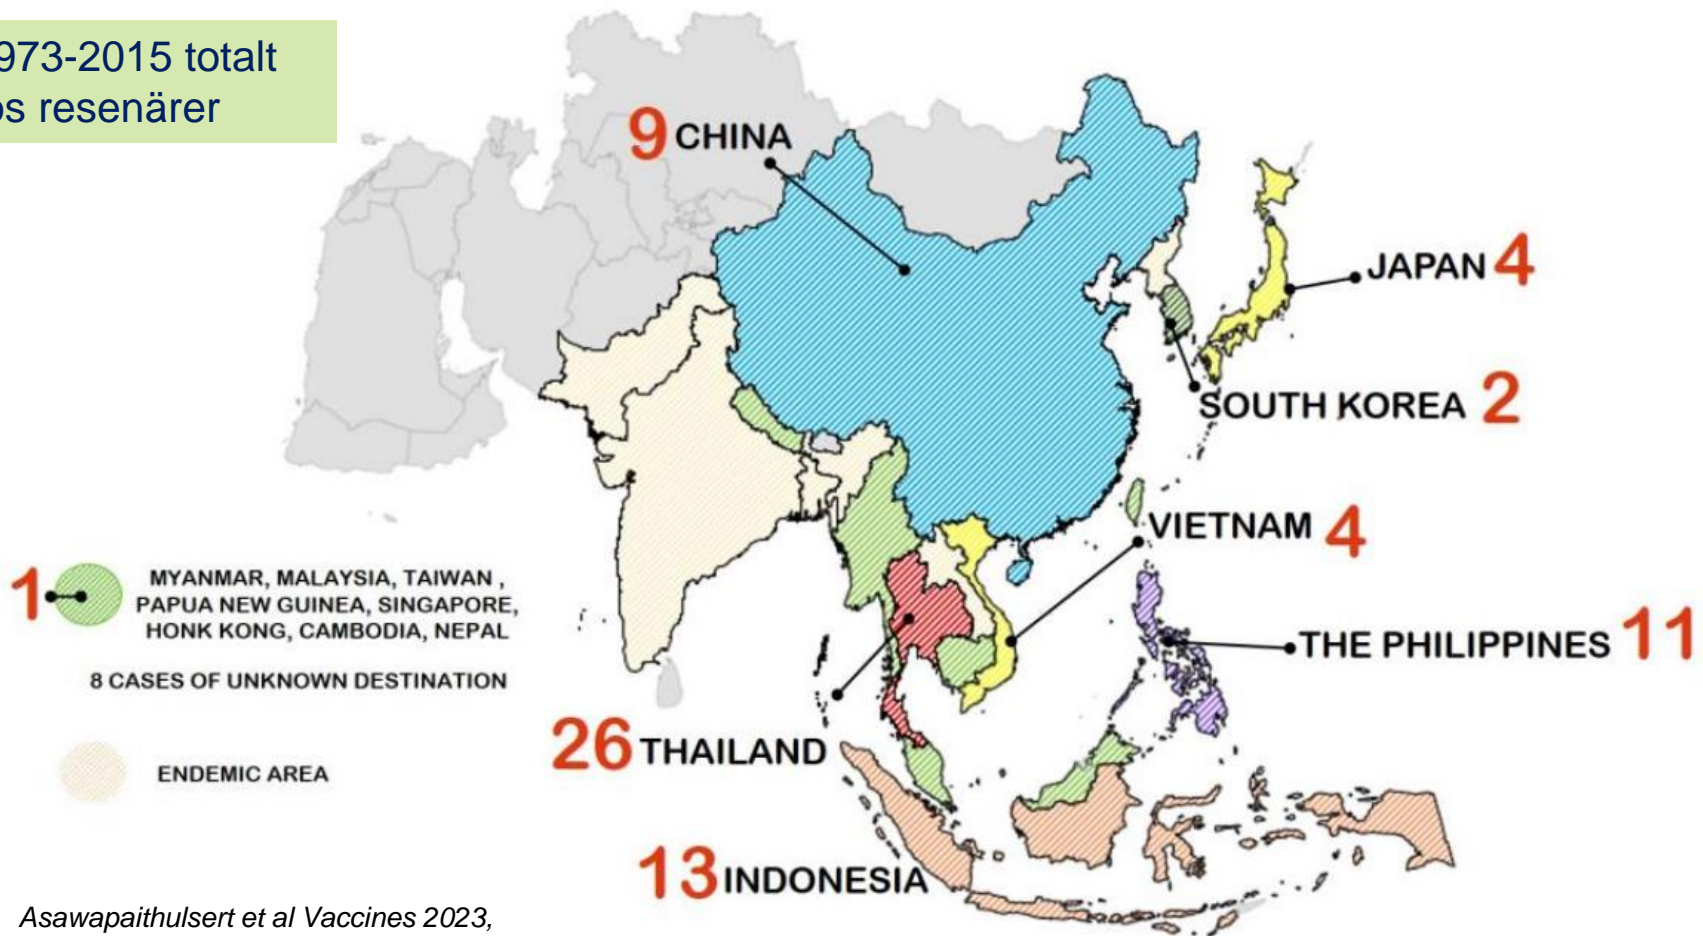 973-2015 totalt
os resenärer
9 CHINA
JAPAN 4
SOUTH KOREA 2
VIETNAM 4
1
MYANMAR, MALAYSIA, TAIWAN ,
PAPUA NEW GUINEA, SINGAPORE,
HONK KONG, CAMBODIA, NEPAL
THE PHILIPPINES 11
8 CASES OF UNKNOWN DESTINATION
26 THAILAND
ENDEMIC AREA
13 INDONESIA
Asawapaithulsert et al Vaccines 2023,